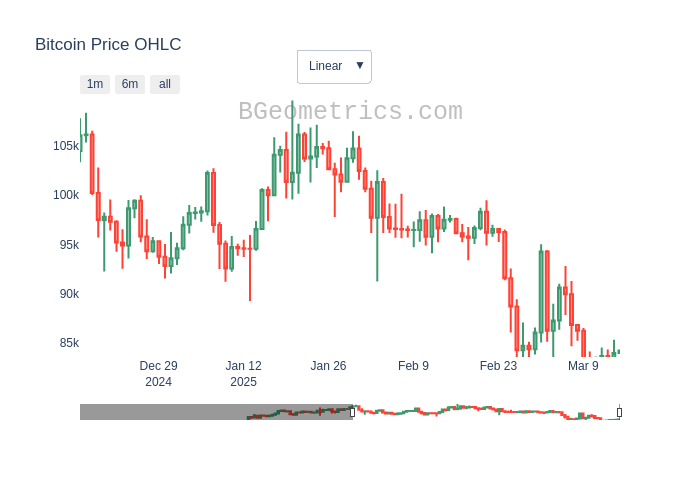 Bitcoin Price OHLC
Linear ▼
1m 6m all
BGeometrics.com
105k
100k
95k
90k
85k
Dec 29 Jan 12 Jan 26 Feb 9 Feb 23 Mar 9
2024 2025